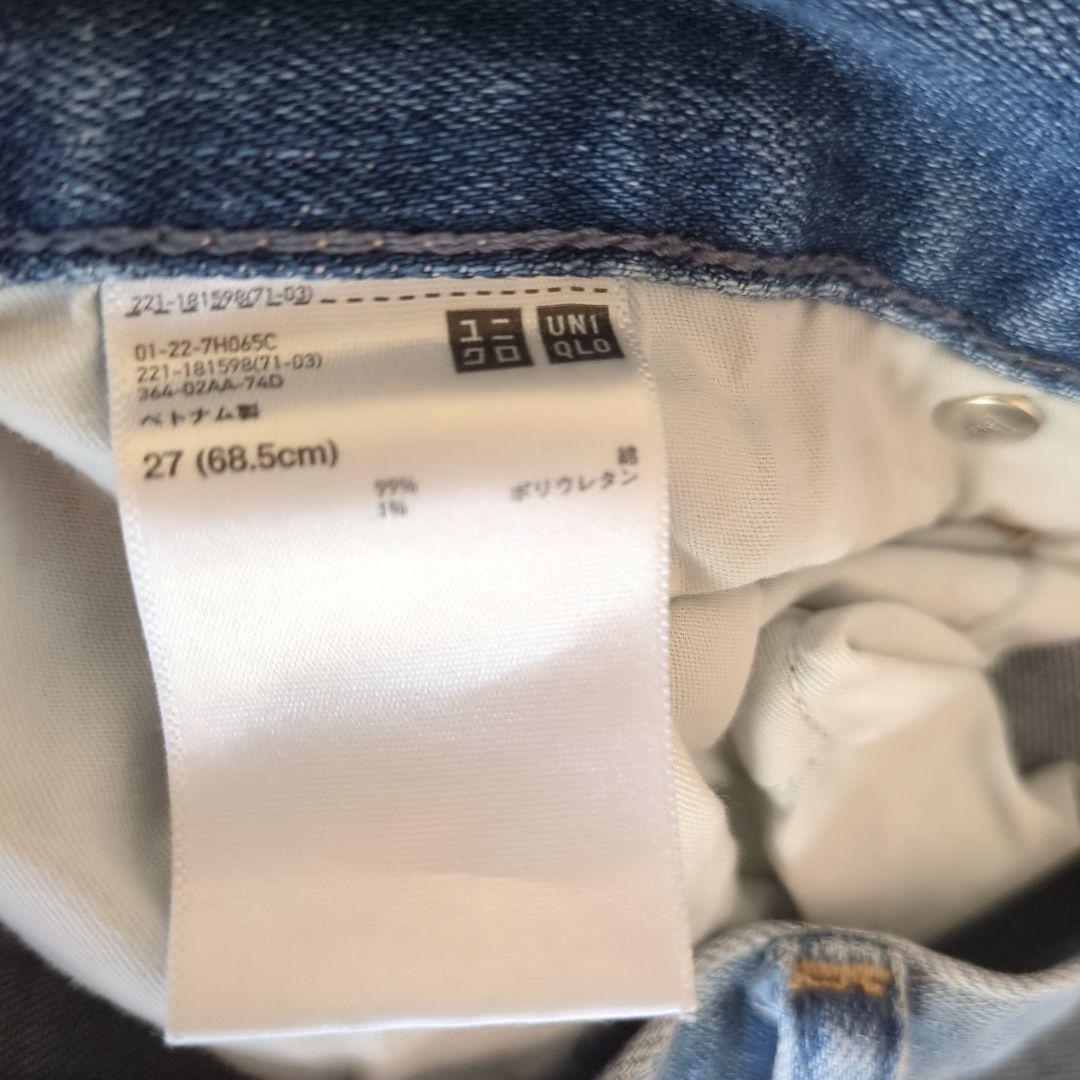 221-181598(71-03)
ユニ
クロ
UNI
QLO
01-22-7H065C
221-181598(71-03)
364-02AA-74D
ベトナム製
27 (68.5cm)
99% 綿
1% ポリウレタン